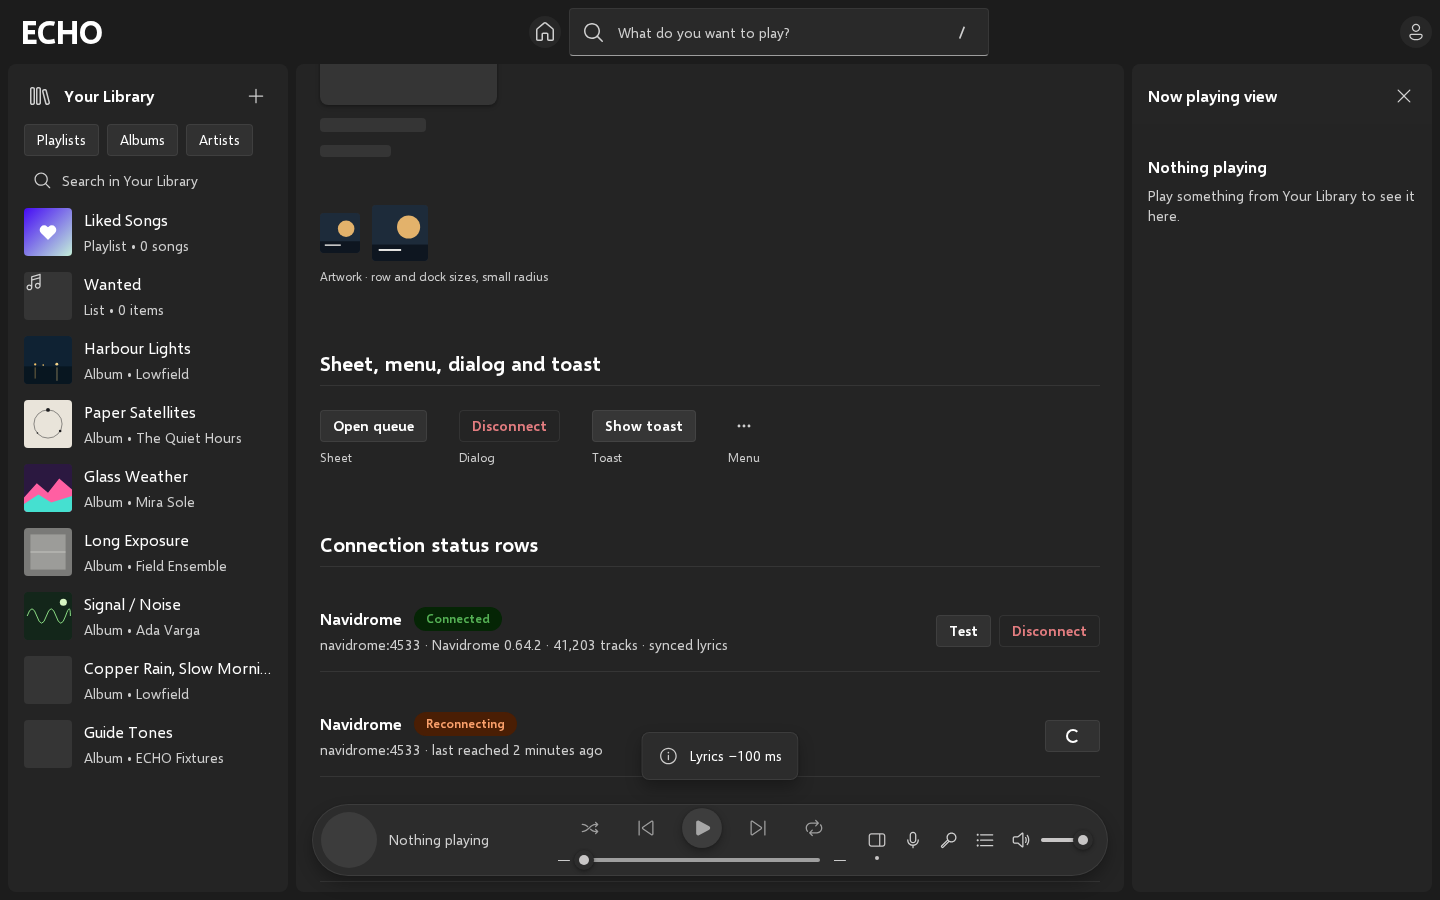 ECHO
What do you want to play?
/
Your Library
Playlists
Albums
Artists
Search in Your Library
Liked Songs
Playlist • 0 songs
Wanted
List • 0 items
Harbour Lights
Album • Lowfield
Paper Satellites
Album • The Quiet Hours
Glass Weather
Album • Mira Sole
Long Exposure
Album • Field Ensemble
Signal / Noise
Album • Ada Varga
Copper Rain, Slow Morni...
Album • Lowfield
Guide Tones
Album • ECHO Fixtures
Artwork · row and dock sizes, small radius
Sheet, menu, dialog and toast
Open queue
Disconnect
Show toast
Sheet
Dialog
Toast
Menu
Connection status rows
Navidrome
Connected
navidrome:4533 · Navidrome 0.64.2 · 41,203 tracks · synced lyrics
Test
Disconnect
Navidrome
Reconnecting
navidrome:4533 · last reached 2 minutes ago
Lyrics −100 ms
Nothing playing
Now playing view
Nothing playing
Play something from Your Library to see it
here.